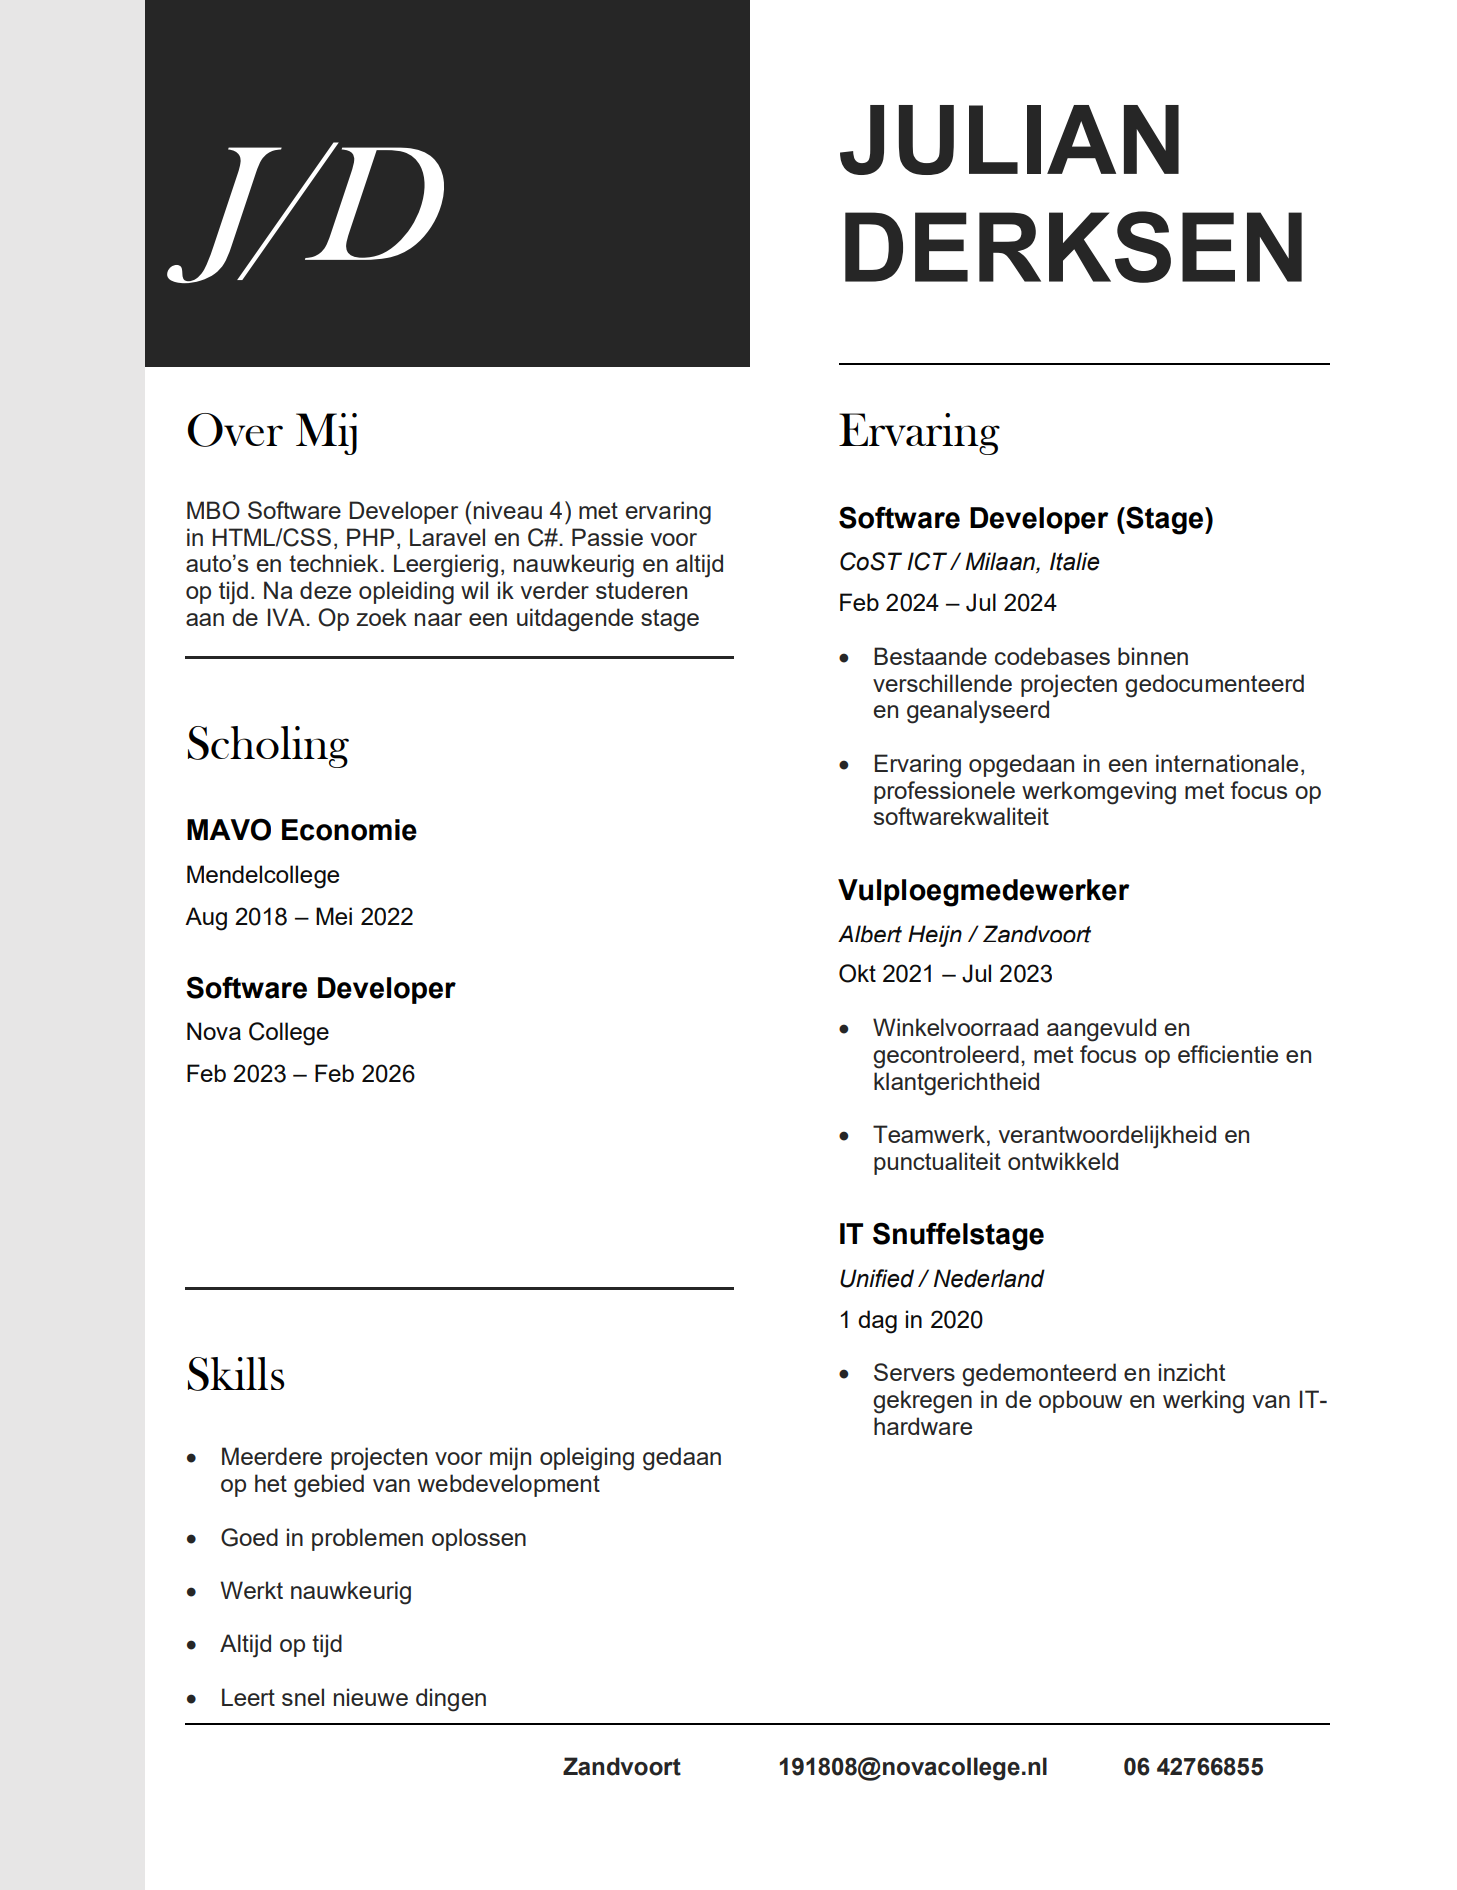 J/D
JULIAN
DERKSEN
Over Mij
MBO Software Developer (niveau 4) met ervaring
in HTML/CSS, PHP, Laravel en C#. Passie voor
auto’s en techniek. Leergierig, nauwkeurig en altijd
op tijd. Na deze opleiding wil ik verder studeren
aan de IVA. Op zoek naar een uitdagende stage
Scholing
MAVO Economie
Mendelcollege
Aug 2018 – Mei 2022
Software Developer
Nova College
Feb 2023 – Feb 2026
Skills
• Meerdere projecten voor mijn opleiging gedaan
op het gebied van webdevelopment
• Goed in problemen oplossen
• Werkt nauwkeurig
• Altijd op tijd
• Leert snel nieuwe dingen
Ervaring
Software Developer (Stage)
CoST ICT / Milaan, Italie
Feb 2024 – Jul 2024
• Bestaande codebases binnen
verschillende projecten gedocumenteerd
en geanalyseerd
• Ervaring opgedaan in een internationale,
professionele werkomgeving met focus op
softwarekwaliteit
Vulploegmedewerker
Albert Heijn / Zandvoort
Okt 2021 – Jul 2023
• Winkelvoorraad aangevuld en
gecontroleerd, met focus op efficientie en
klantgerichtheid
• Teamwerk, verantwoordelijkheid en
punctualiteit ontwikkeld
IT Snuffelstage
Unified / Nederland
1 dag in 2020
• Servers gedemonteerd en inzicht
gekregen in de opbouw en werking van IT-
hardware
Zandvoort 191808@novacollege.nl 06 42766855